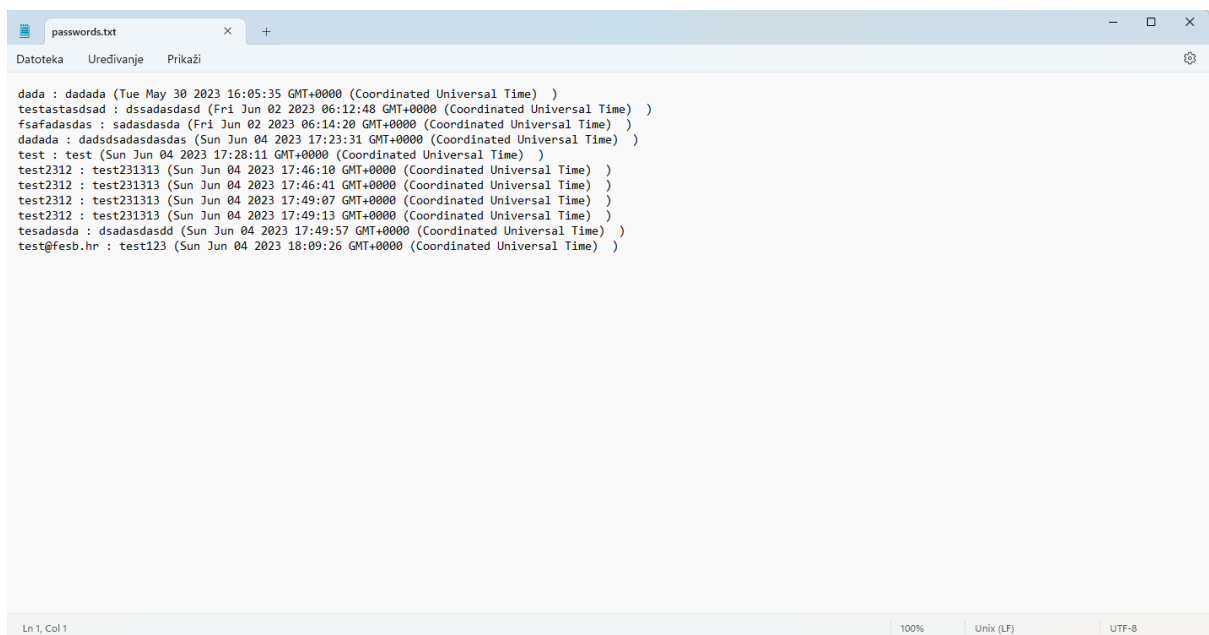 passwords.txt
Datoteka Uređivanje Prikaži
dada : dadada (Tue May 30 2023 16:05:35 GMT+0000 (Coordinated Universal Time)  )
testastasdsad : dssadasdasd (Fri Jun 02 2023 06:12:48 GMT+0000 (Coordinated Universal Time)  )
fsafadasdas : sadasdasda (Fri Jun 02 2023 06:14:20 GMT+0000 (Coordinated Universal Time)  )
dadada : dadsdsadasdasdas (Sun Jun 04 2023 17:23:31 GMT+0000 (Coordinated Universal Time)  )
test : test (Sun Jun 04 2023 17:28:11 GMT+0000 (Coordinated Universal Time)  )
test2312 : test231313 (Sun Jun 04 2023 17:46:10 GMT+0000 (Coordinated Universal Time)  )
test2312 : test231313 (Sun Jun 04 2023 17:46:41 GMT+0000 (Coordinated Universal Time)  )
test2312 : test231313 (Sun Jun 04 2023 17:49:07 GMT+0000 (Coordinated Universal Time)  )
test2312 : test231313 (Sun Jun 04 2023 17:49:13 GMT+0000 (Coordinated Universal Time)  )
tesadasda : dsadasdasdd (Sun Jun 04 2023 17:49:57 GMT+0000 (Coordinated Universal Time)  )
test@fesb.hr : test123 (Sun Jun 04 2023 18:09:26 GMT+0000 (Coordinated Universal Time)  )
Ln 1, Col 1 100% Unix (LF) UTF-8